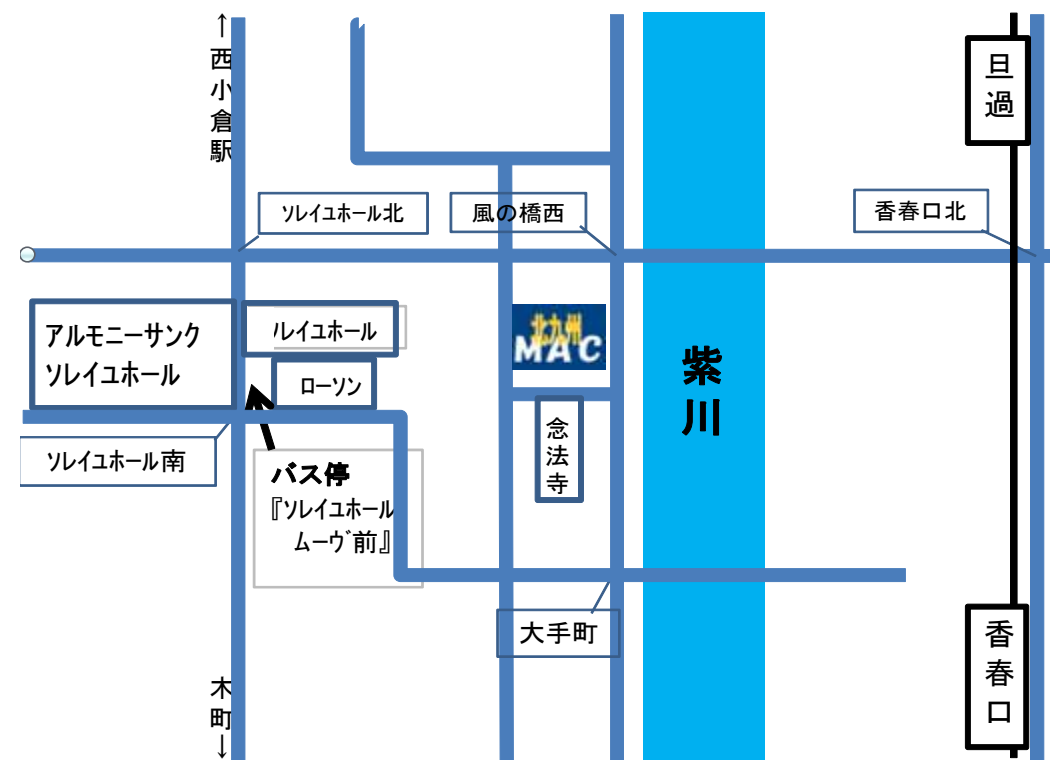 ↑西小倉駅
旦過
ソレイユホール北
風の橋西
香春口北
アルモニーサンク
ソレイユホール
ソレイユホール
ローソン
北九州
MAC
紫川
念法寺
ソレイユホール南
バス停
『ソレイユホール
ムーヴ前』
大手町
香春口
木町↓